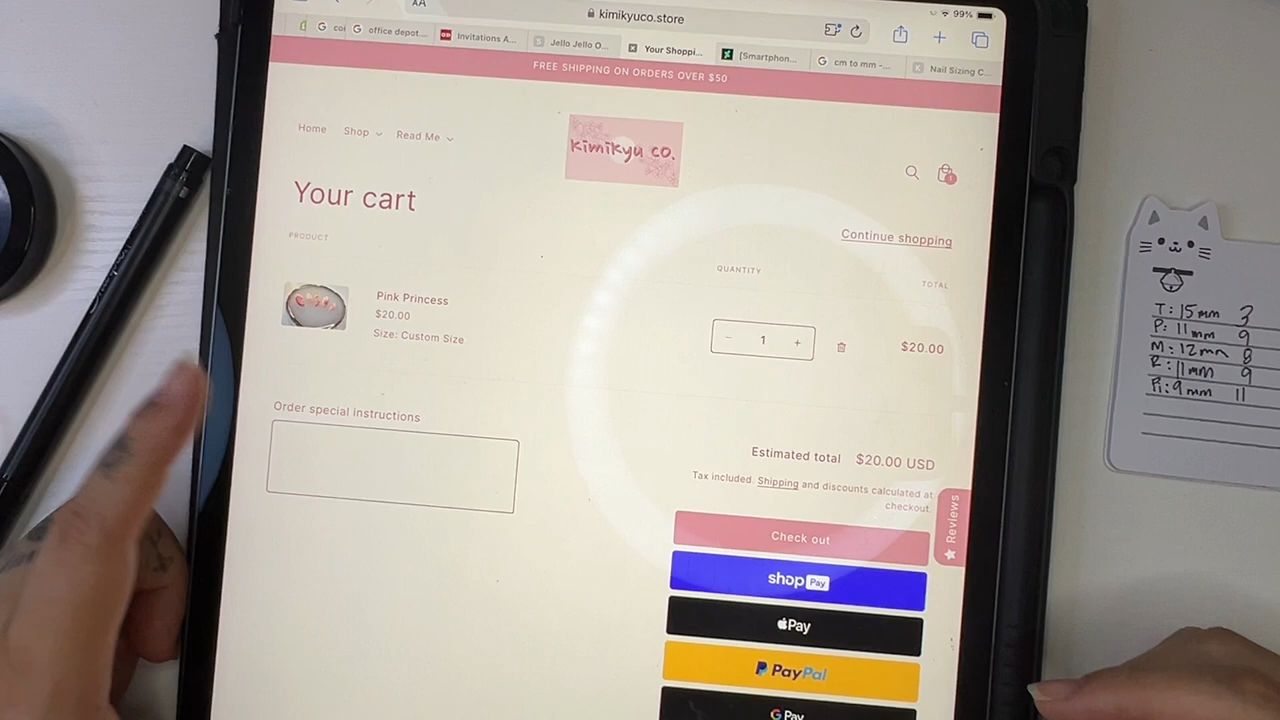 AA
kimikyuco.store
99%
office depot...
Invitations A...
Jello Jello O...
Your Shoppi...
[Smartphon...
cm to mm -...
Nail Sizing C...
FREE SHIPPING ON ORDERS OVER $50
Home
Shop
Read Me
kimikyu co.
1
Your cart
Continue shopping
PRODUCT
QUANTITY
TOTAL
Pink Princess
$20.00
Size: Custom Size
− 1 +
$20.00
Order special instructions
Estimated total $20.00 USD
Tax included. Shipping and discounts calculated at
checkout.
Reviews
Check out
shop Pay
Pay
PayPal
G Pay
T: 15mm 3
P: 11mm 9
M: 12mm 8
R: 11mm 9
Pi: 9mm 11